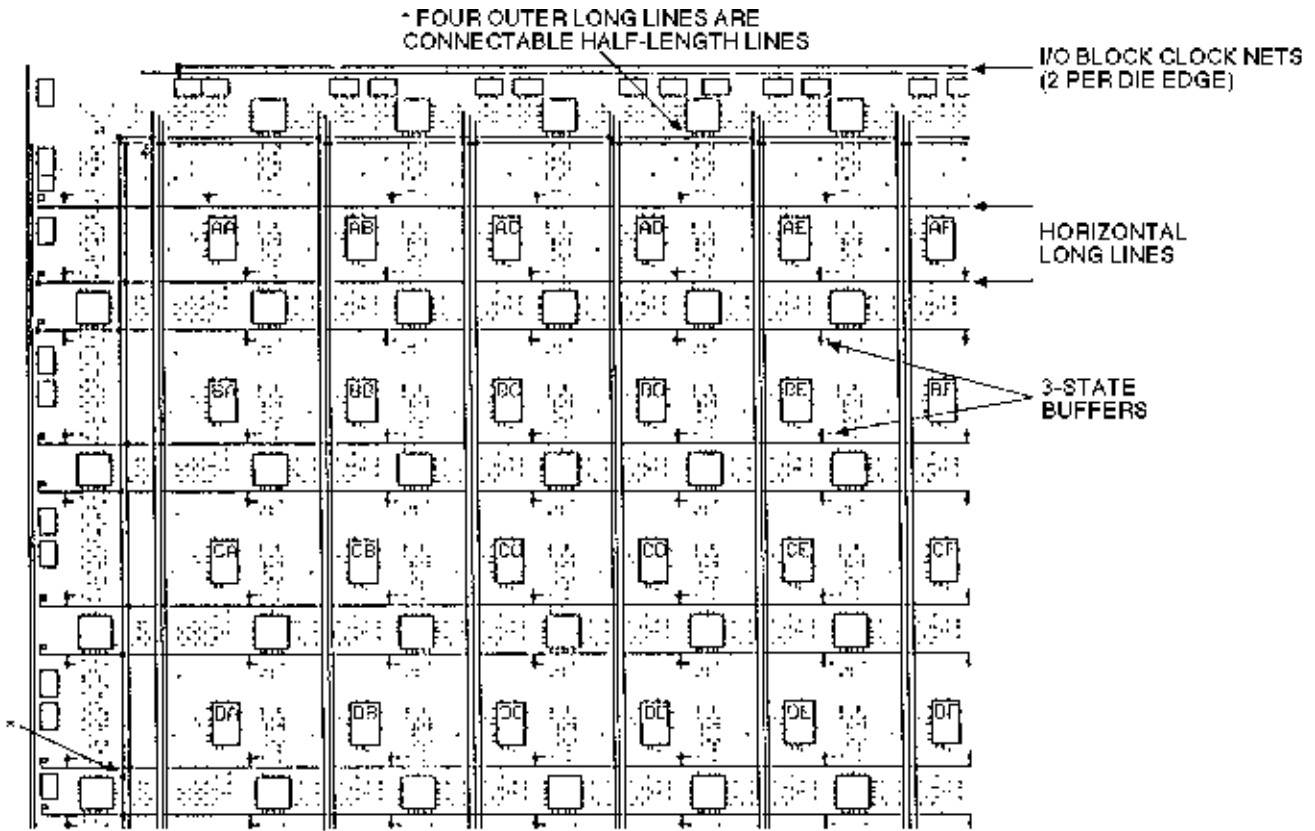 * FOUR OUTER LONG LINES ARE
CONNECTABLE HALF-LENGTH LINES
I/O BLOCK CLOCK NETS
(2 PER DIE EDGE)
AA AB AC AD AE AF
HORIZONTAL
LONG LINES
BA BB BC BD BE BF
3-STATE
BUFFERS
CA CB CC CD CE CF
DA DB DC DD DE DF
*